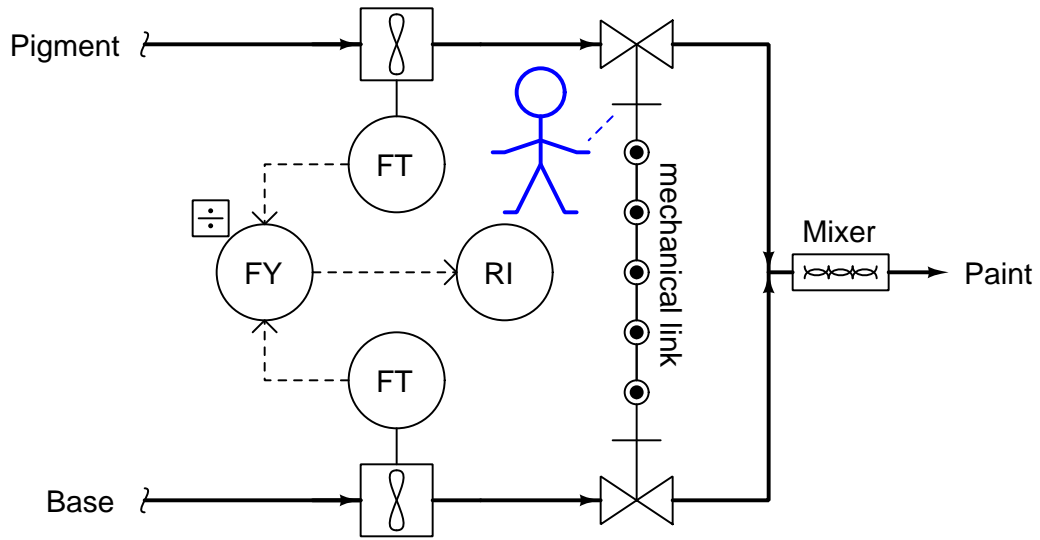 Pigment
FT
÷
FY
RI
mechanical link
Mixer
Paint
FT
Base